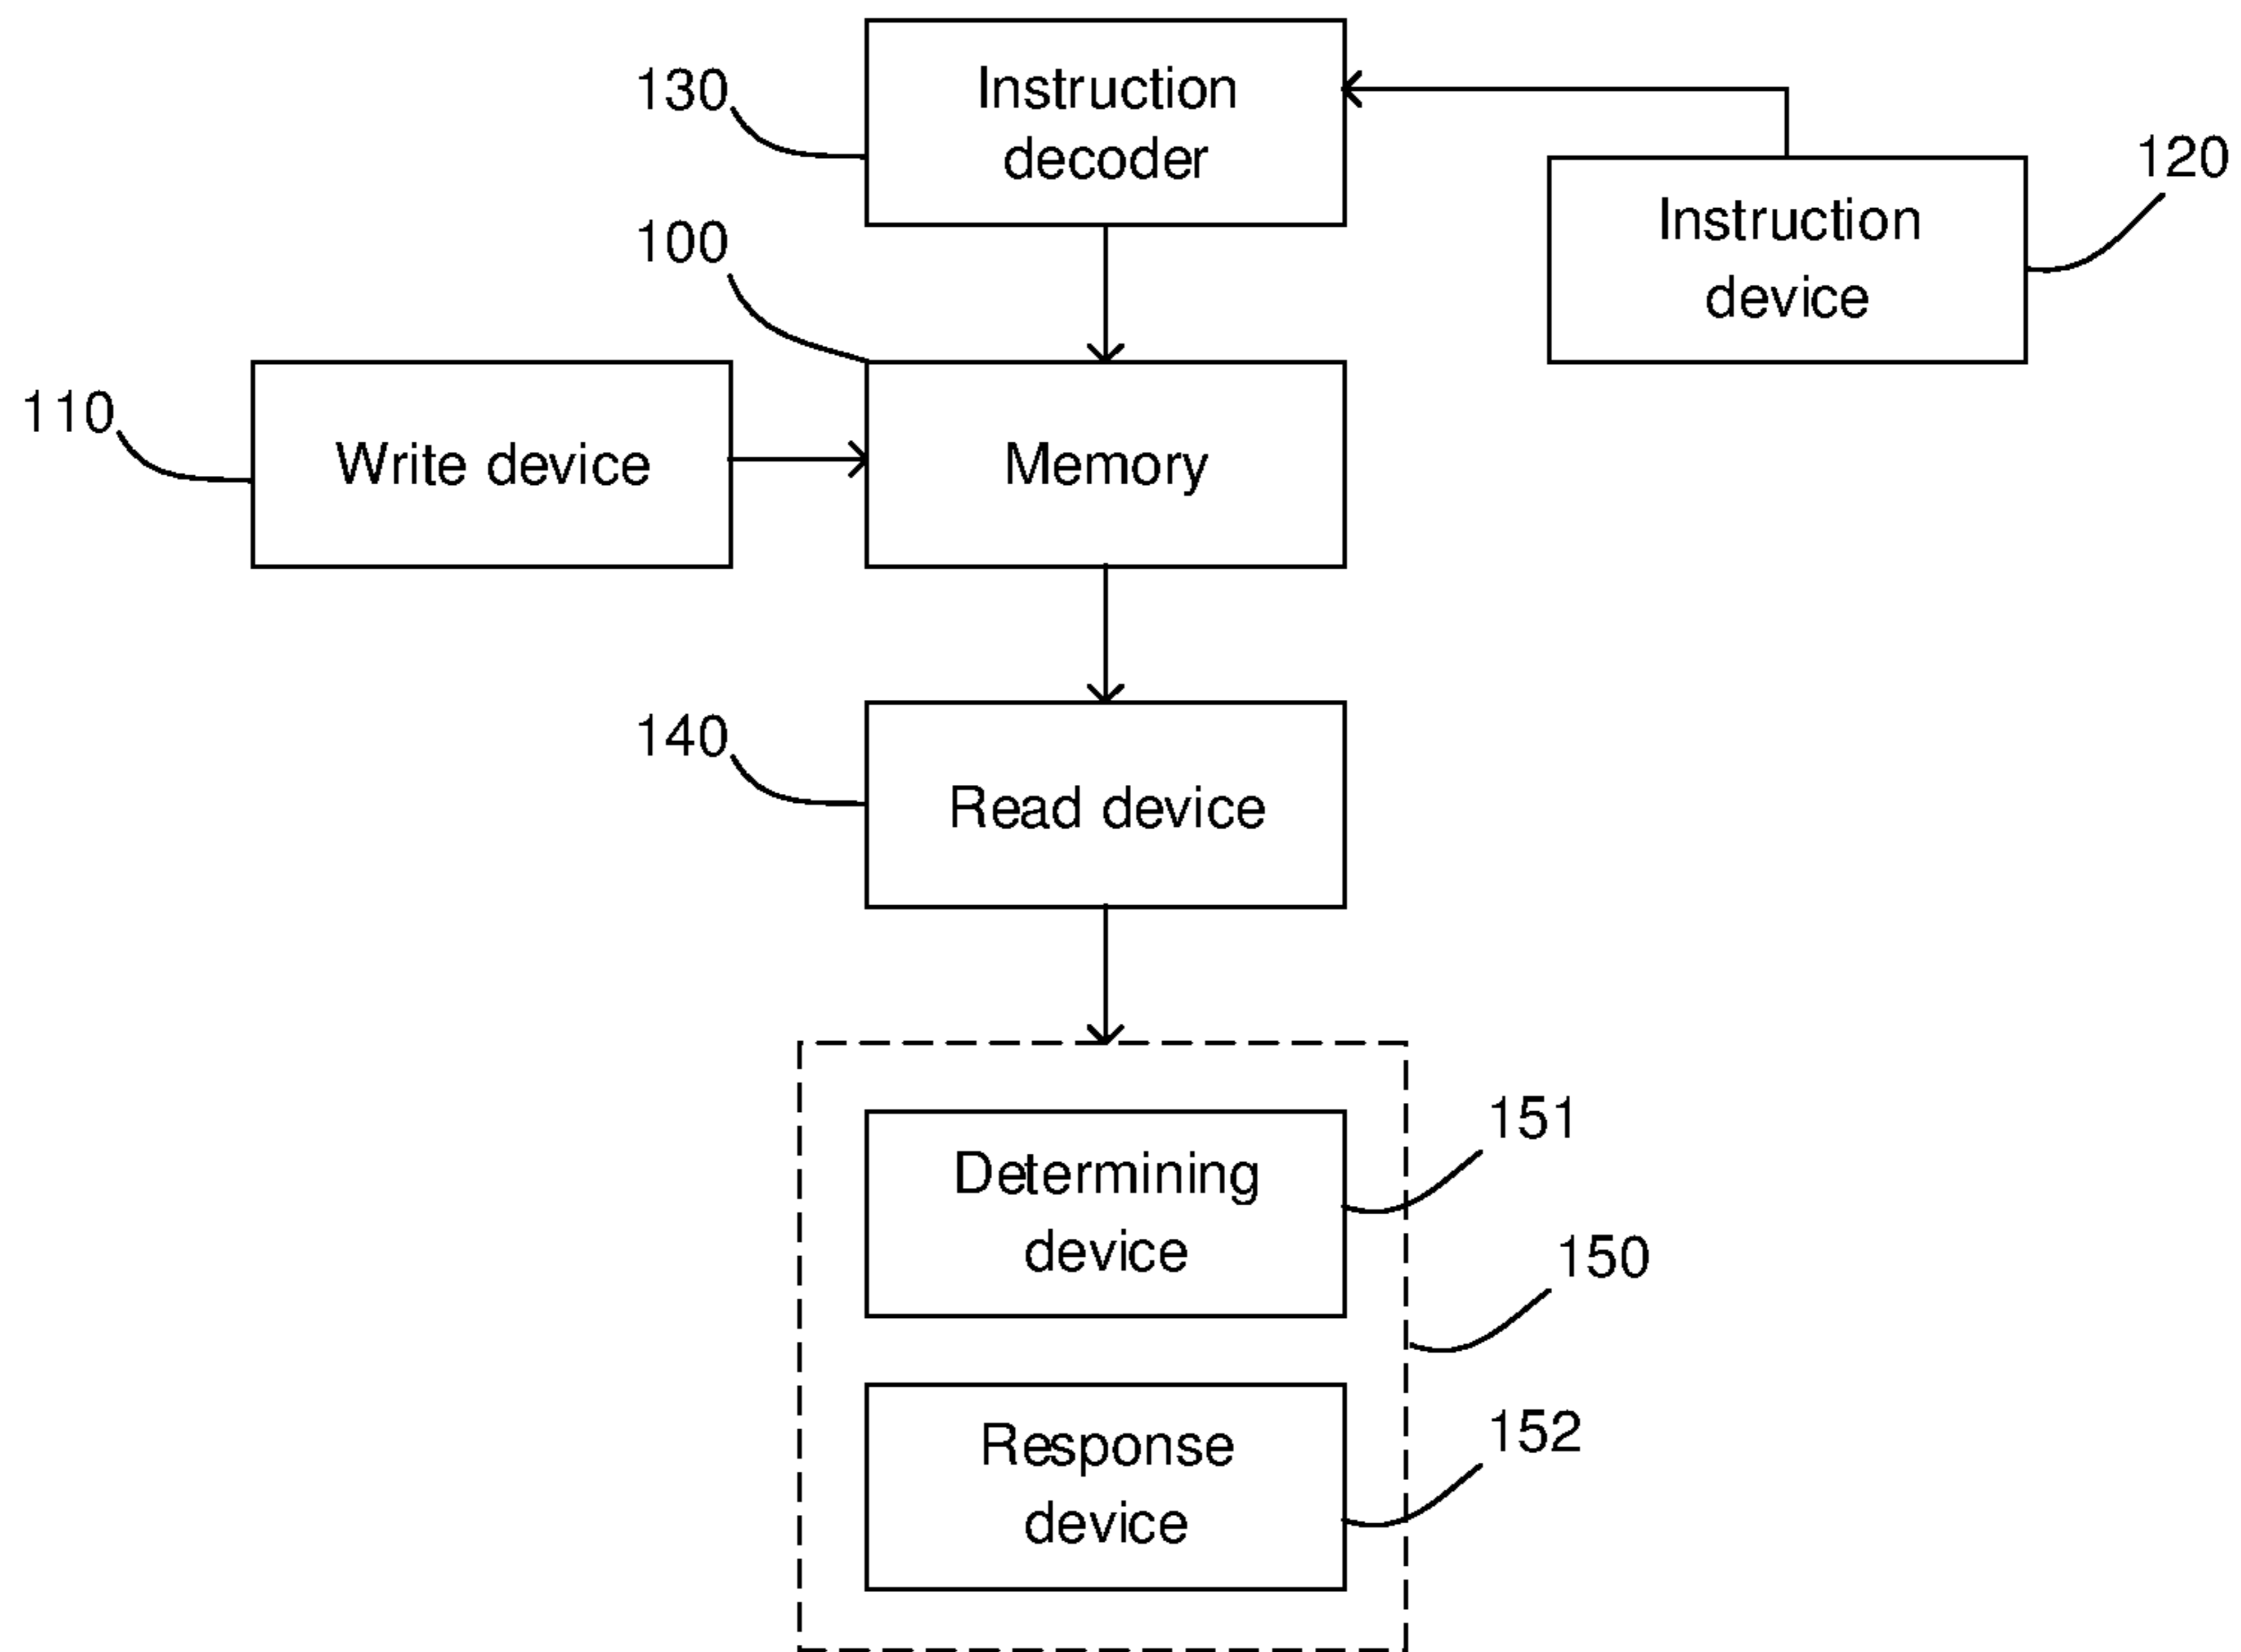 130
Instruction
decoder
120
Instruction
device
100
110
Write device
Memory
140
Read device
151
Determining
device
150
152
Response
device